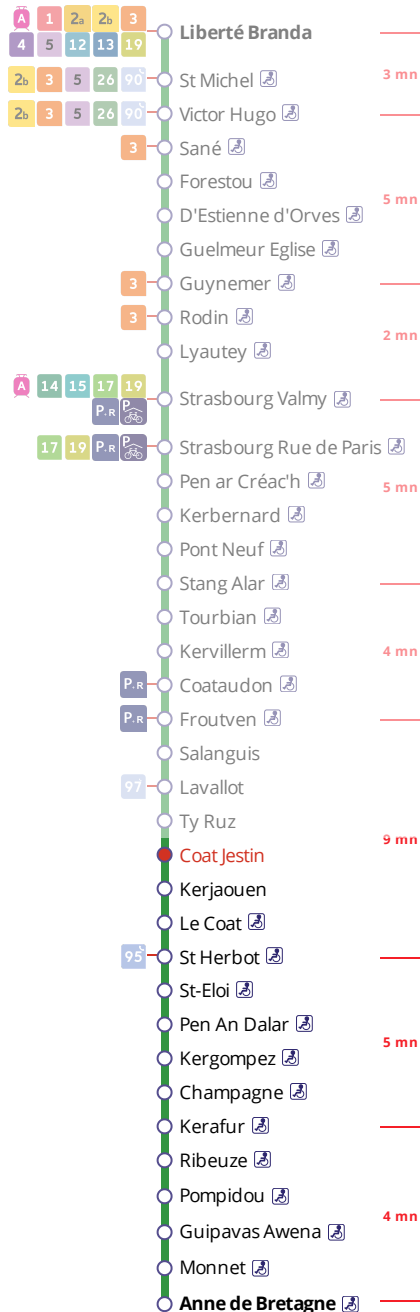 A 1 2a 2b 3
4 5 12 13 19
Liberté Branda
3 mn
2b 3 5 26 90 St Michel
2b 3 5 26 90 Victor Hugo
3 Sané
Forestou
D'Estienne d'Orves
5 mn
Guelmeur Eglise
3 Guynemer
3 Rodin
2 mn
Lyautey
A 14 15 17 19
P+R P
Strasbourg Valmy
17 19 P+R P Strasbourg Rue de Paris
Pen ar Créac'h
5 mn
Kerbernard
Pont Neuf
Stang Alar
Tourbian
Kervillerm
4 mn
P+R Coataudon
P+R Froutven
Salanguis
97 Lavallot
Ty Ruz
9 mn
Coat Jestin
Kerjaouen
Le Coat
95 St Herbot
St-Eloi
Pen An Dalar
5 mn
Kergompez
Champagne
Kerafur
Ribeuze
Pompidou
4 mn
Guipavas Awena
Monnet
Anne de Bretagne